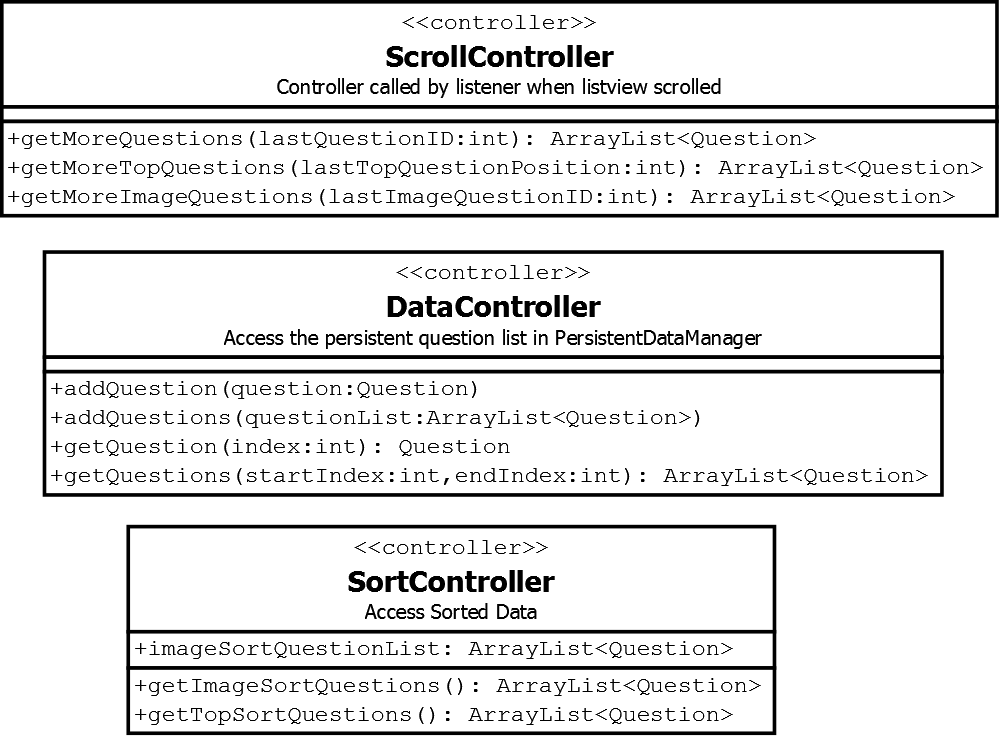 <<controller>>
ScrollController
Controller called by listener when listview scrolled
+getMoreQuestions(lastQuestionID:int): ArrayList<Question>
+getMoreTopQuestions(lastTopQuestionPosition:int): ArrayList<Question>
+getMoreImageQuestions(lastImageQuestionID:int): ArrayList<Question>
<<controller>>
DataController
Access the persistent question list in PersistentDataManager
+addQuestion(question:Question)
+addQuestions(questionList:ArrayList<Question>)
+getQuestion(index:int): Question
+getQuestions(startIndex:int,endIndex:int): ArrayList<Question>
<<controller>>
SortController
Access Sorted Data
+imageSortQuestionList: ArrayList<Question>
+getImageSortQuestions(): ArrayList<Question>
+getTopSortQuestions(): ArrayList<Question>